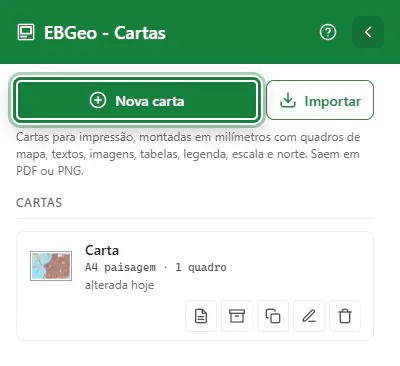 EBGeo - Cartas
Nova carta
Importar
Cartas para impressão, montadas em milímetros com quadros de
mapa, textos, imagens, tabelas, legenda, escala e norte. Saem em
PDF ou PNG.
CARTAS
Carta
A4 paisagem · 1 quadro
alterada hoje